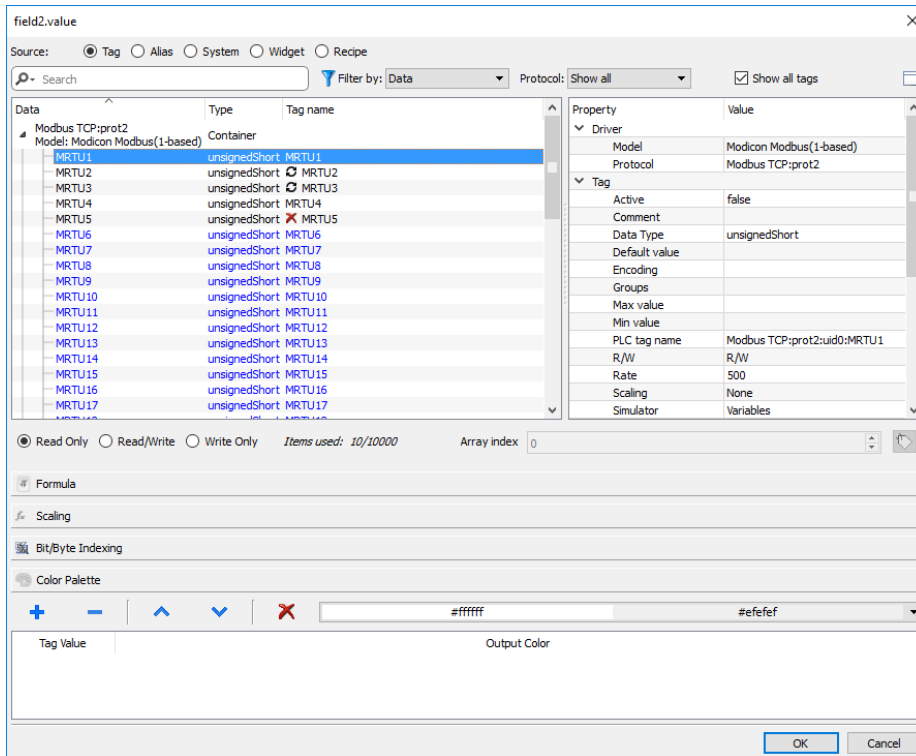 field2.value
Source: Tag Alias System Widget Recipe
Search Filter by: Data Protocol: Show all Show all tags
Data Type Tag name
Modbus TCP:prot2
Model: Modicon Modbus(1-based) Container
MRTU1 unsignedShort MRTU1
MRTU2 unsignedShort MRTU2
MRTU3 unsignedShort MRTU3
MRTU4 unsignedShort MRTU4
MRTU5 unsignedShort MRTU5
MRTU6 unsignedShort MRTU6
MRTU7 unsignedShort MRTU7
MRTU8 unsignedShort MRTU8
MRTU9 unsignedShort MRTU9
MRTU10 unsignedShort MRTU10
MRTU11 unsignedShort MRTU11
MRTU12 unsignedShort MRTU12
MRTU13 unsignedShort MRTU13
MRTU14 unsignedShort MRTU14
MRTU15 unsignedShort MRTU15
MRTU16 unsignedShort MRTU16
MRTU17 unsignedShort MRTU17
Property Value
Driver
Model Modicon Modbus(1-based)
Protocol Modbus TCP:prot2
Tag
Active false
Comment
Data Type unsignedShort
Default value
Encoding
Groups
Max value
Min value
PLC tag name Modbus TCP:prot2:uid0:MRTU1
R/W R/W
Rate 500
Scaling None
Simulator Variables
Read Only Read/Write Write Only Items used: 10/10000 Array index 0
Formula
Scaling
Bit/Byte Indexing
Color Palette
#ffffff #efefef
Tag Value Output Color
OK Cancel